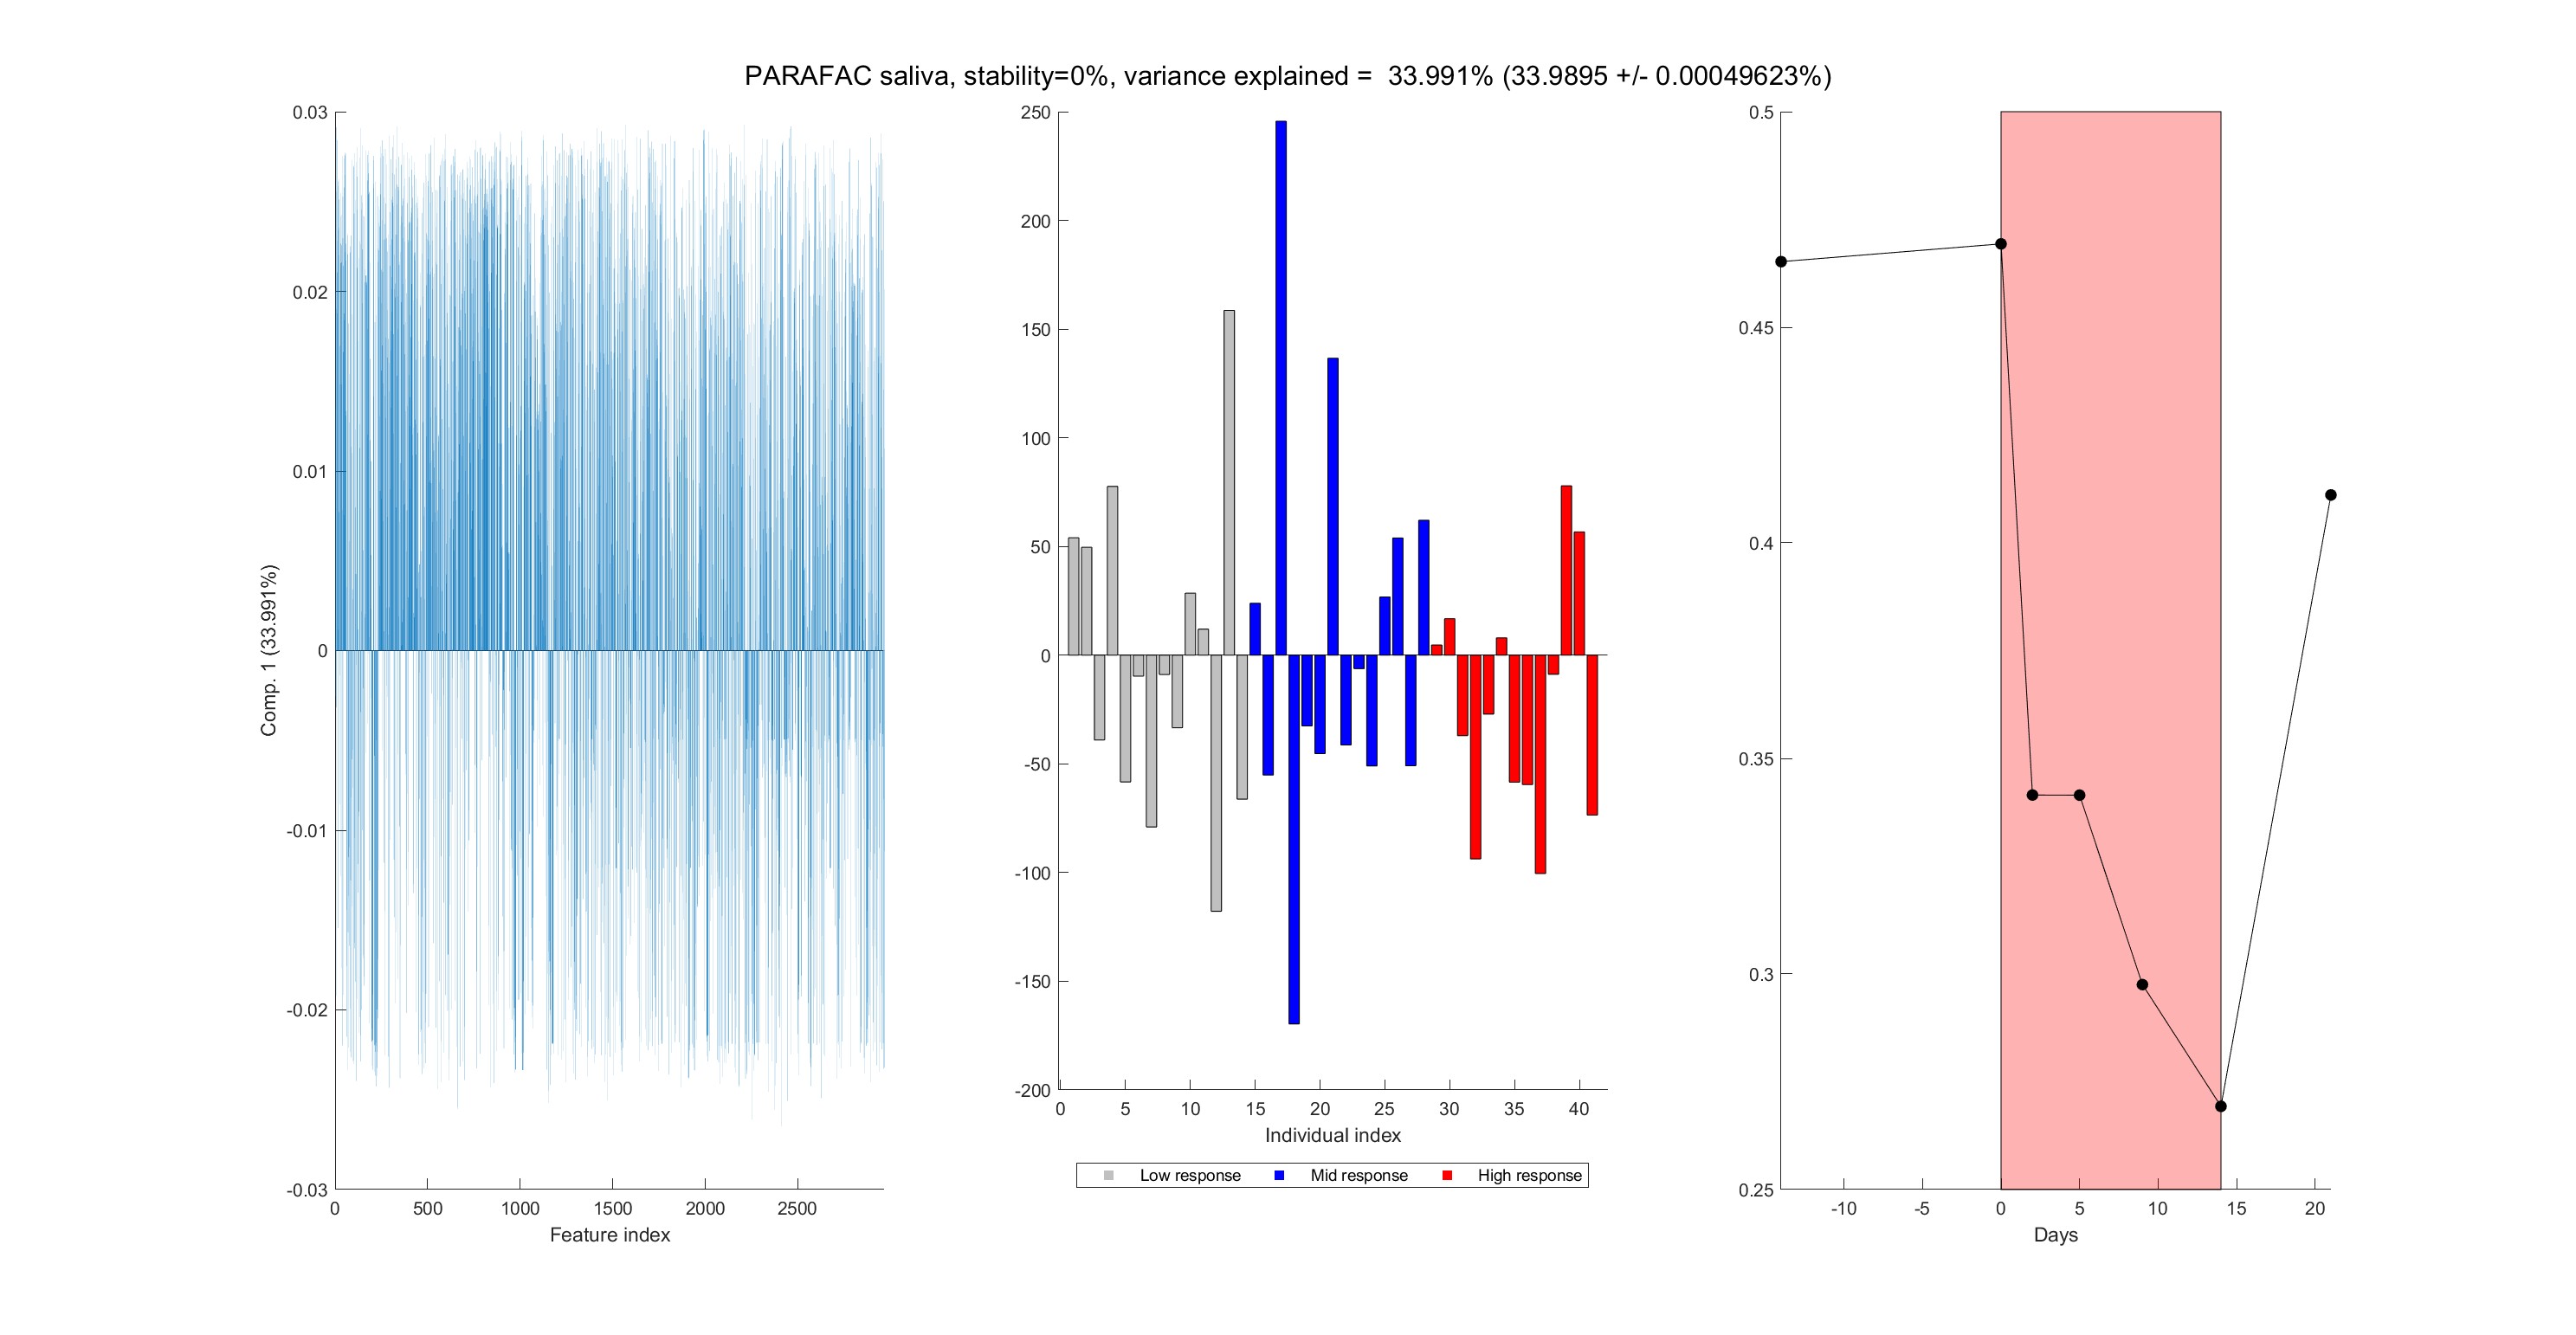 PARAFAC saliva, stability=0%, variance explained =  33.991% (33.9895 +/- 0.00049623%)
Comp. 1 (33.991%)
0.03
0.02
0.01
0
-0.01
-0.02
-0.03
0 500 1000 1500 2000 2500
Feature index
250
200
150
100
50
0
-50
-100
-150
-200
0 5 10 15 20 25 30 35 40
Individual index
Low response Mid response High response
0.5
0.45
0.4
0.35
0.3
0.25
-10 -5 0 5 10 15 20
Days